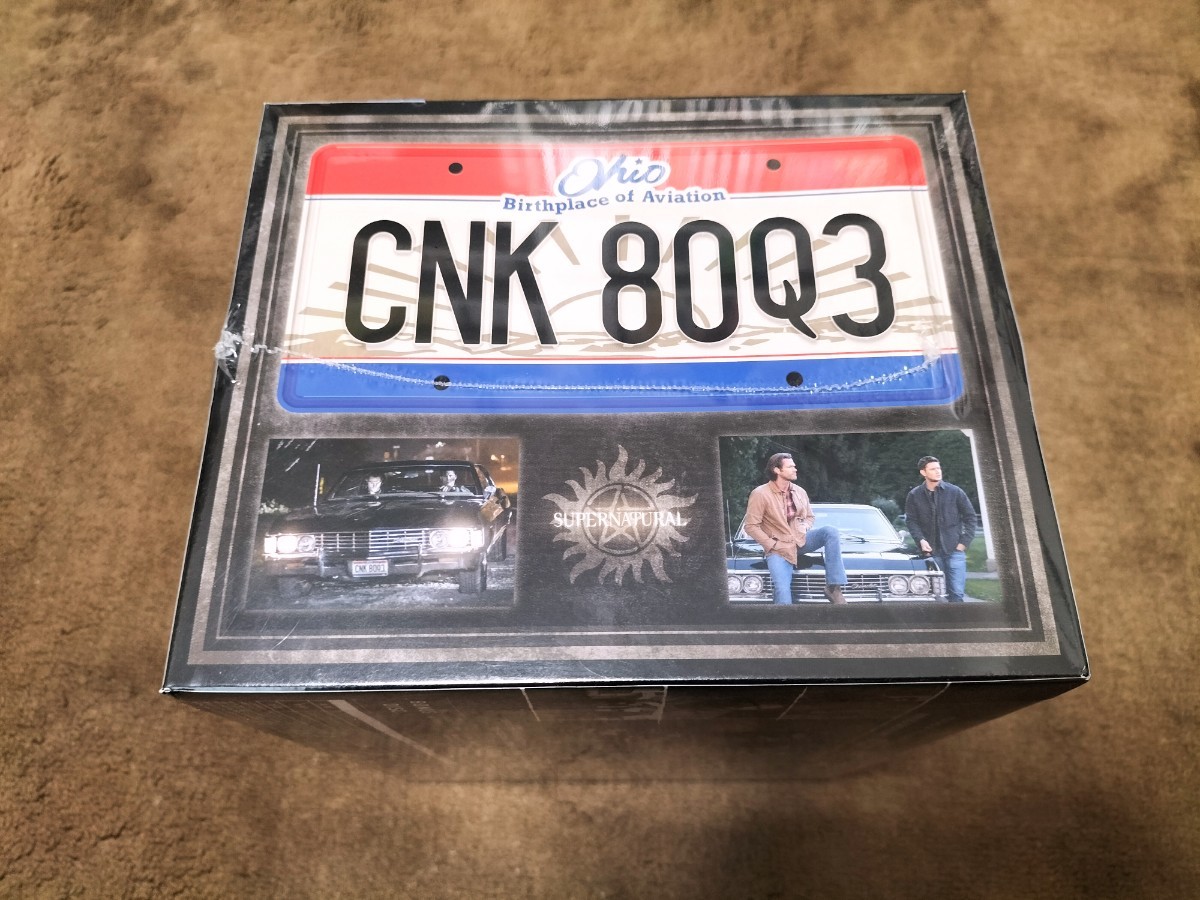 Ohio
Birthplace of Aviation
CNK 80Q3
CNK 80Q3
SUPERNATURAL